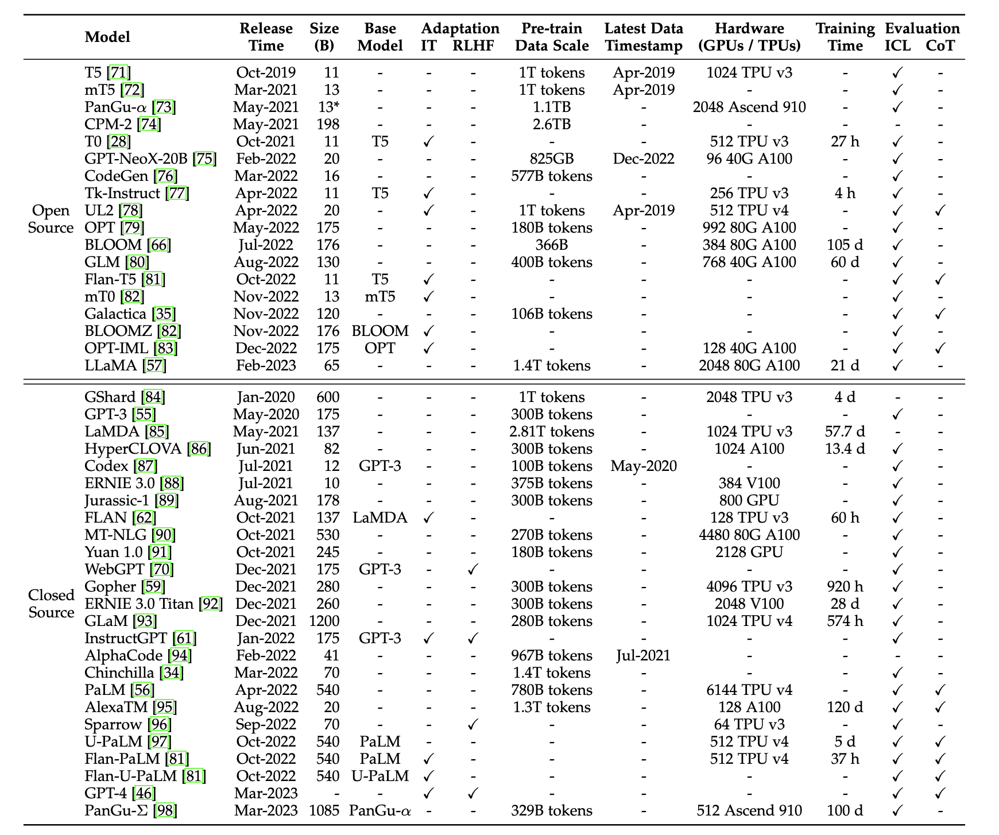 Model Release Time Size (B) Base Model Adaptation IT RLHF Pre-train Data Scale Latest Data Timestamp Hardware (GPUs / TPUs) Training Time Evaluation ICL CoT
Open Source
T5 [71] Oct-2019 11 - - - 1T tokens Apr-2019 1024 TPU v3 - ✓ -
mT5 [72] Mar-2021 13 - - - 1T tokens Apr-2019 - - ✓ -
PanGu-α [73] May-2021 13* - - - 1.1TB - 2048 Ascend 910 - ✓ -
CPM-2 [74] May-2021 198 - - - 2.6TB - - - - -
T0 [28] Oct-2021 11 T5 ✓ - - - 512 TPU v3 27 h ✓ -
GPT-NeoX-20B [75] Feb-2022 20 - - - 825GB Dec-2022 96 40G A100 - ✓ -
CodeGen [76] Mar-2022 16 - - - 577B tokens - - - ✓ -
Tk-Instruct [77] Apr-2022 11 T5 ✓ - - - 256 TPU v3 4 h ✓ -
UL2 [78] Apr-2022 20 - ✓ - 1T tokens Apr-2019 512 TPU v4 - ✓ ✓
OPT [79] May-2022 175 - - - 180B tokens - 992 80G A100 - ✓ -
BLOOM [66] Jul-2022 176 - - - 366B - 384 80G A100 105 d ✓ -
GLM [80] Aug-2022 130 - - - 400B tokens - 768 40G A100 60 d ✓ -
Flan-T5 [81] Oct-2022 11 T5 ✓ - - - - - ✓ ✓
mT0 [82] Nov-2022 13 mT5 ✓ - - - - - ✓ -
Galactica [35] Nov-2022 120 - - - 106B tokens - - - ✓ ✓
BLOOMZ [82] Nov-2022 176 BLOOM ✓ - - - - - ✓ -
OPT-IML [83] Dec-2022 175 OPT ✓ - - - 128 40G A100 - ✓ ✓
LLaMA [57] Feb-2023 65 - - - 1.4T tokens - 2048 80G A100 21 d ✓ -
Closed Source
GShard [84] Jan-2020 600 - - - 1T tokens - 2048 TPU v3 4 d - -
GPT-3 [55] May-2020 175 - - - 300B tokens - - - ✓ -
LaMDA [85] May-2021 137 - - - 2.81T tokens - 1024 TPU v3 57.7 d - -
HyperCLOVA [86] Jun-2021 82 - - - 300B tokens - 1024 A100 13.4 d ✓ -
Codex [87] Jul-2021 12 GPT-3 - - 100B tokens May-2020 - - ✓ -
ERNIE 3.0 [88] Jul-2021 10 - - - 375B tokens - 384 V100 - ✓ -
Jurassic-1 [89] Aug-2021 178 - - - 300B tokens - 800 GPU - ✓ -
FLAN [62] Oct-2021 137 LaMDA ✓ - - - 128 TPU v3 60 h ✓ -
MT-NLG [90] Oct-2021 530 - - - 270B tokens - 4480 80G A100 - ✓ -
Yuan 1.0 [91] Oct-2021 245 - - - 180B tokens - 2128 GPU - ✓ -
WebGPT [70] Dec-2021 175 GPT-3 - ✓ - - - - ✓ -
Gopher [59] Dec-2021 280 - - - 300B tokens - 4096 TPU v3 920 h ✓ -
ERNIE 3.0 Titan [92] Dec-2021 260 - - - 300B tokens - 2048 V100 28 d ✓ -
GLaM [93] Dec-2021 1200 - - - 280B tokens - 1024 TPU v4 574 h ✓ -
InstructGPT [61] Jan-2022 175 GPT-3 ✓ ✓ - - - - ✓ -
AlphaCode [94] Feb-2022 41 - - - 967B tokens Jul-2021 - - - -
Chinchilla [34] Mar-2022 70 - - - 1.4T tokens - - - ✓ -
PaLM [56] Apr-2022 540 - - - 780B tokens - 6144 TPU v4 - ✓ ✓
AlexaTM [95] Aug-2022 20 - - - 1.3T tokens - 128 A100 120 d ✓ ✓
Sparrow [96] Sep-2022 70 - - ✓ - - 64 TPU v3 - ✓ -
U-PaLM [97] Oct-2022 540 PaLM - - - - 512 TPU v4 5 d ✓ ✓
Flan-PaLM [81] Oct-2022 540 PaLM ✓ - - - 512 TPU v4 37 h ✓ ✓
Flan-U-PaLM [81] Oct-2022 540 U-PaLM ✓ - - - - - ✓ ✓
GPT-4 [46] Mar-2023 - - ✓ ✓ - - - - ✓ ✓
PanGu-Σ [98] Mar-2023 1085 PanGu-α - - 329B tokens - 512 Ascend 910 100 d ✓ -